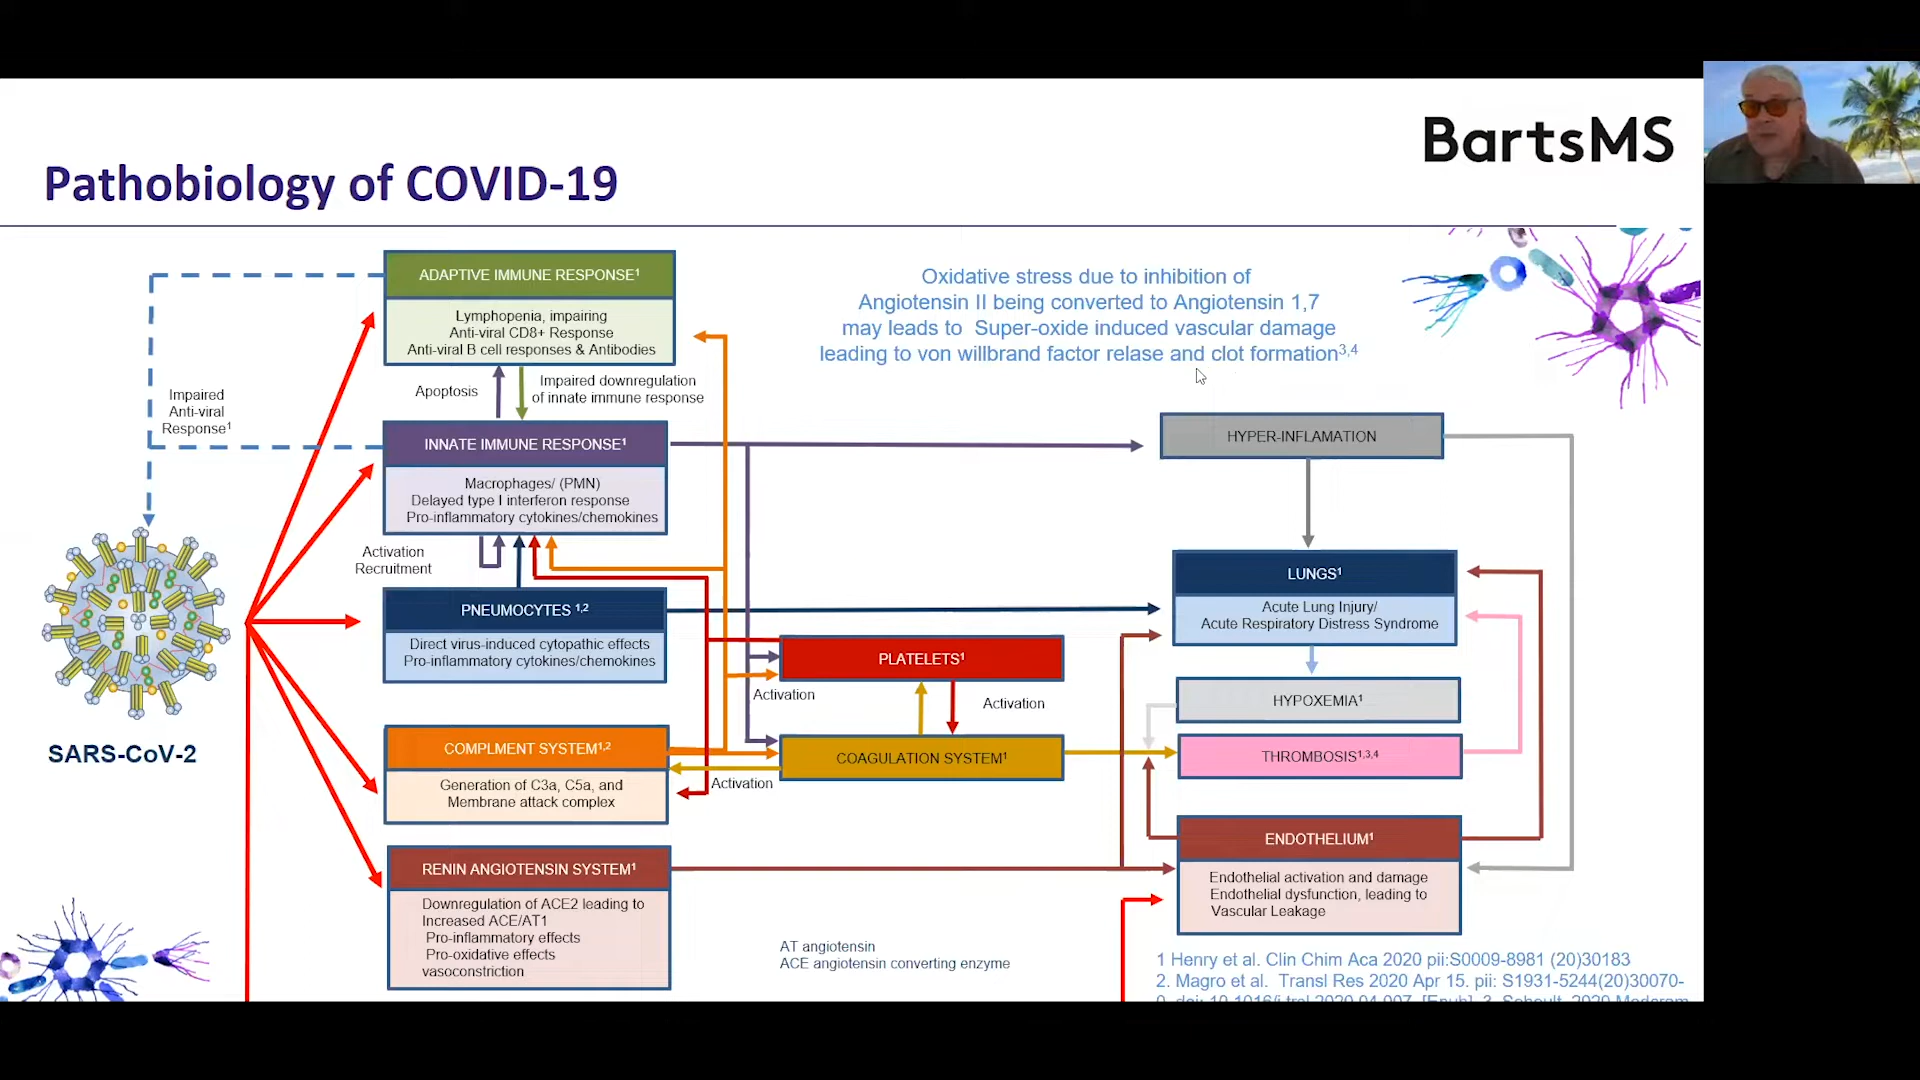 BartsMS
Pathobiology of COVID-19
ADAPTIVE IMMUNE RESPONSE¹
Lymphopenia, impairing
Anti-viral CD8+ Response
Anti-viral B cell responses & Antibodies
Oxidative stress due to inhibition of
Angiotensin II being converted to Angiotensin 1,7
may leads to Super-oxide induced vascular damage
leading to von willbrand factor relase and clot formation³,⁴
Impaired
Anti-viral
Response¹
Apoptosis
Impaired downregulation
of innate immune response
INNATE IMMUNE RESPONSE¹
Macrophages/ (PMN)
Delayed type I interferon response
Pro-inflammatory cytokines/chemokines
HYPER-INFLAMATION
Activation
Recruitment
PNEUMOCYTES ¹,²
Direct virus-induced cytopathic effects
Pro-inflammatory cytokines/chemokines
LUNGS¹
Acute Lung Injury/
Acute Respiratory Distress Syndrome
PLATELETS¹
Activation
Activation
HYPOXEMIA¹
SARS-CoV-2
COMPLMENT SYSTEM¹,²
Generation of C3a, C5a, and
Membrane attack complex
COAGULATION SYSTEM¹
Activation
THROMBOSIS¹,³,⁴
RENIN ANGIOTENSIN SYSTEM¹
Downregulation of ACE2 leading to
Increased ACE/AT1
Pro-inflammatory effects
Pro-oxidative effects
vasoconstriction
ENDOTHELIUM¹
Endothelial activation and damage
Endothelial dysfunction, leading to
Vascular Leakage
AT angiotensin
ACE angiotensin converting enzyme
1 Henry et al. Clin Chim Aca 2020 pii:S0009-8981 (20)30183
2. Magro et al. Transl Res 2020 Apr 15. pii: S1931-5244(20)30070-